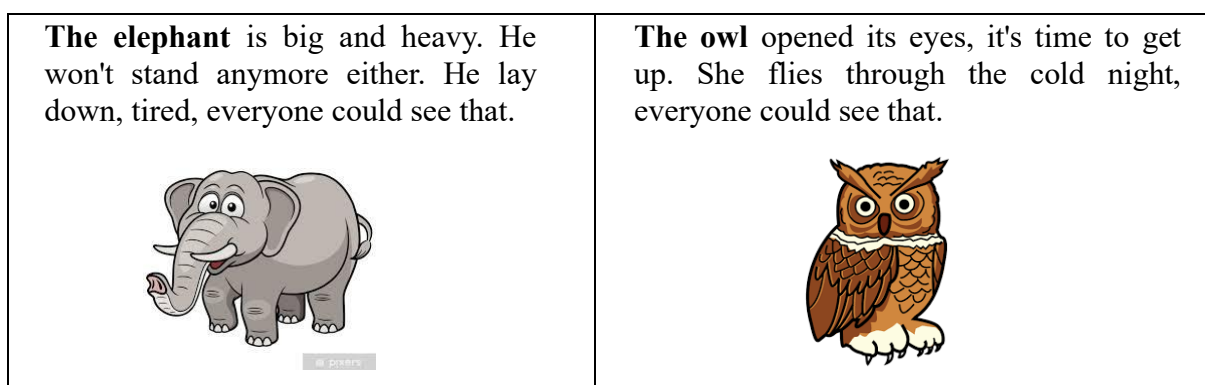 The elephant is big and heavy. He
won't stand anymore either. He lay
down, tired, everyone could see that.
The owl opened its eyes, it's time to get
up. She flies through the cold night,
everyone could see that.
pixers